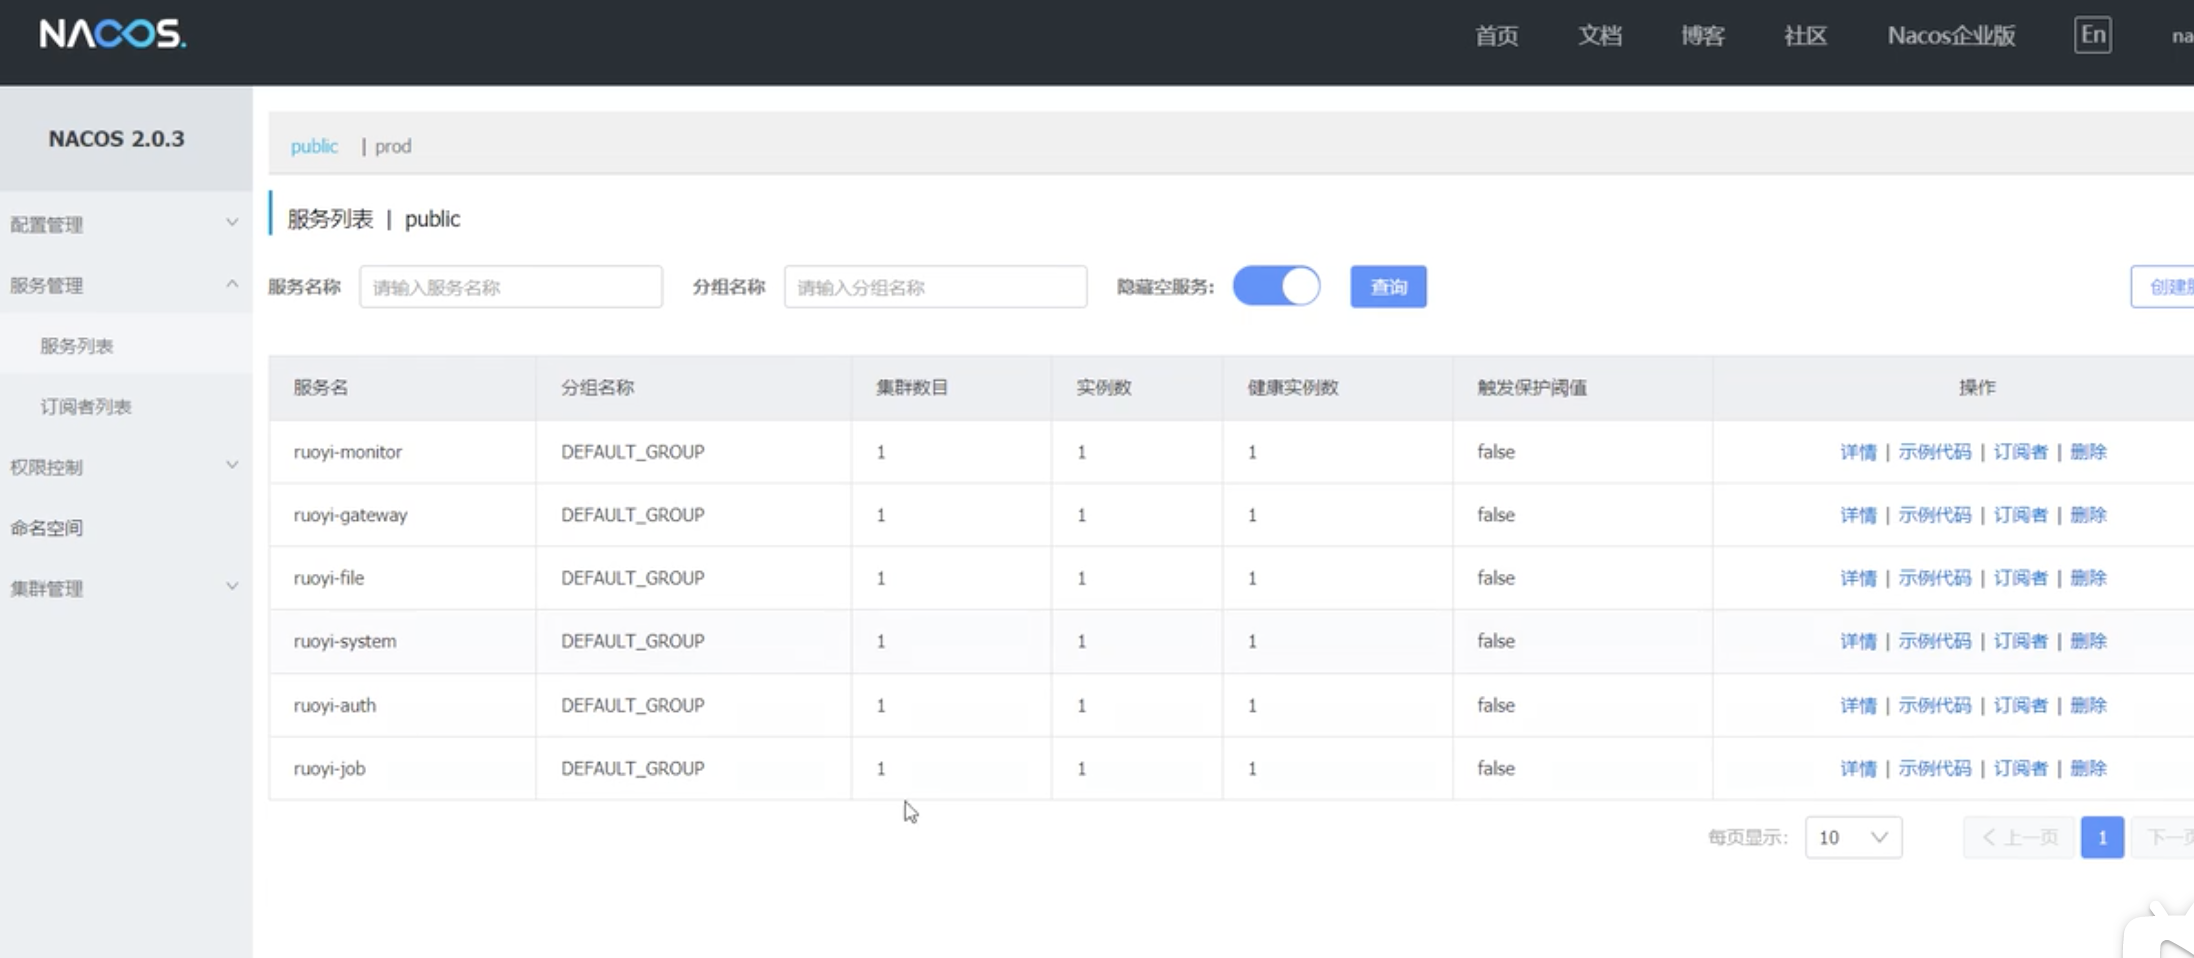 NACOS.
首页 文档 博客 社区 Nacos企业版 En na
NACOS 2.0.3
配置管理
服务管理
服务列表
订阅者列表
权限控制
命名空间
集群管理
public | prod
服务列表 | public
服务名称 请输入服务名称 分组名称 请输入分组名称 隐藏空服务: 查询 创建
服务名 分组名称 集群数目 实例数 健康实例数 触发保护阈值 操作
ruoyi-monitor DEFAULT_GROUP 1 1 1 false 详情 | 示例代码 | 订阅者 | 删除
ruoyi-gateway DEFAULT_GROUP 1 1 1 false 详情 | 示例代码 | 订阅者 | 删除
ruoyi-file DEFAULT_GROUP 1 1 1 false 详情 | 示例代码 | 订阅者 | 删除
ruoyi-system DEFAULT_GROUP 1 1 1 false 详情 | 示例代码 | 订阅者 | 删除
ruoyi-auth DEFAULT_GROUP 1 1 1 false 详情 | 示例代码 | 订阅者 | 删除
ruoyi-job DEFAULT_GROUP 1 1 1 false 详情 | 示例代码 | 订阅者 | 删除
每页显示: 10 上一页 1 下一